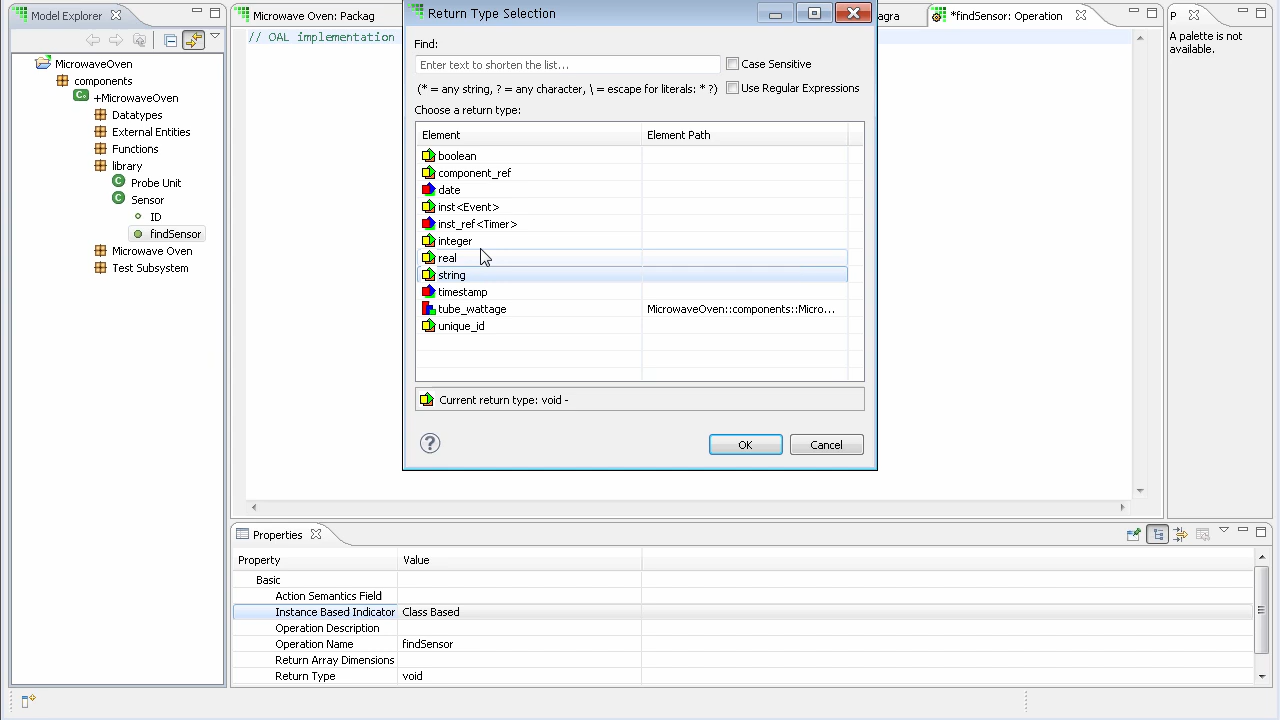 Model Explorer
MicrowaveOven
components
+MicrowaveOven
Datatypes
External Entities
Functions
library
Probe Unit
Sensor
ID
findSensor
Microwave Oven
Test Subsystem
Microwave Oven: Packag
agra
*findSensor: Operation
// OAL implementation
P
A palette is not
available.
Return Type Selection
Find:
Enter text to shorten the list...
Case Sensitive
(* = any string, ? = any character, \ = escape for literals: * ?)
Use Regular Expressions
Choose a return type:
Element Element Path
boolean
component_ref
date
inst<Event>
inst_ref<Timer>
integer
real
string
timestamp
tube_wattage MicrowaveOven::components::Micro...
unique_id
Current return type: void -
OK Cancel
Properties
Property Value
Basic
Action Semantics Field
Instance Based Indicator Class Based
Operation Description
Operation Name findSensor
Return Array Dimensions
Return Type void